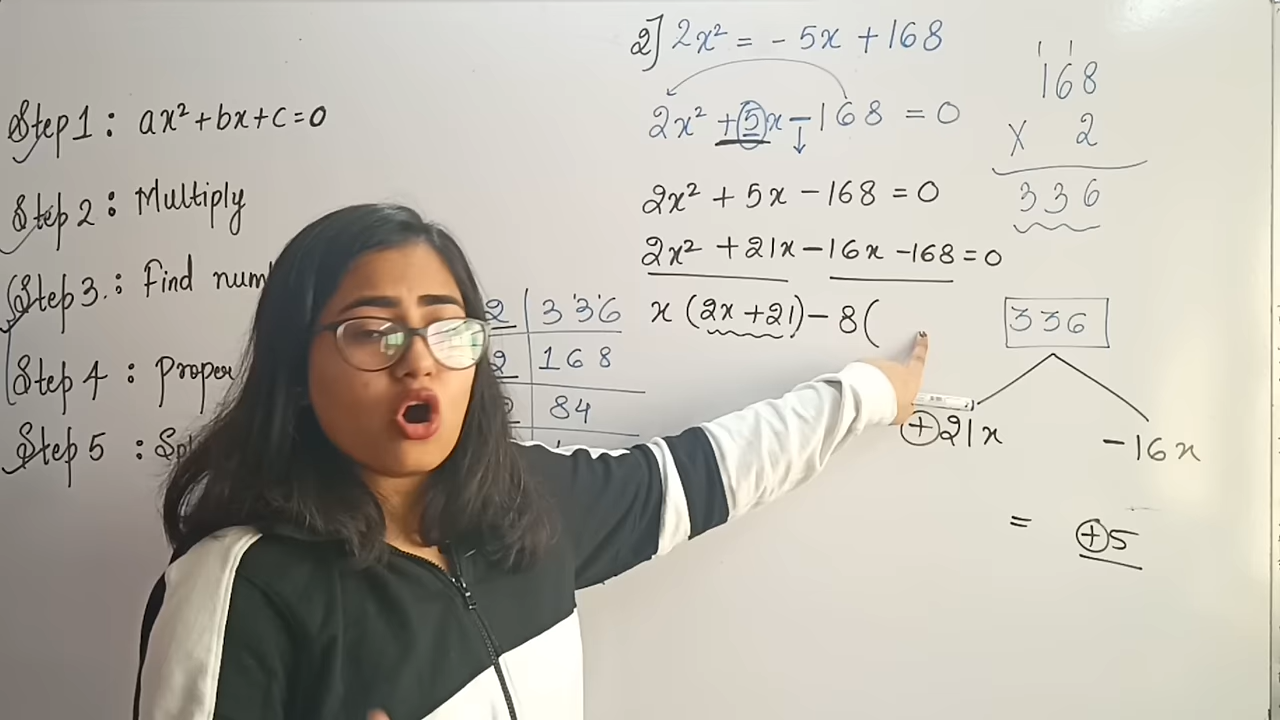 Step 1 : ax² + bx + c = 0
Step 2 : Multiply
Step 3 : Find
Step 4 :
Step 5 :
2 | 336
2 | 168
84
2] 2x² = - 5x + 168
2x² + 5x - 168 = 0
2x² + 5x - 168 = 0
2x² + 21x - 16x - 168 = 0
x (2x + 21) - 8 (
1 1
168
x 2
336
336
+ 21x - 16x
= + 5